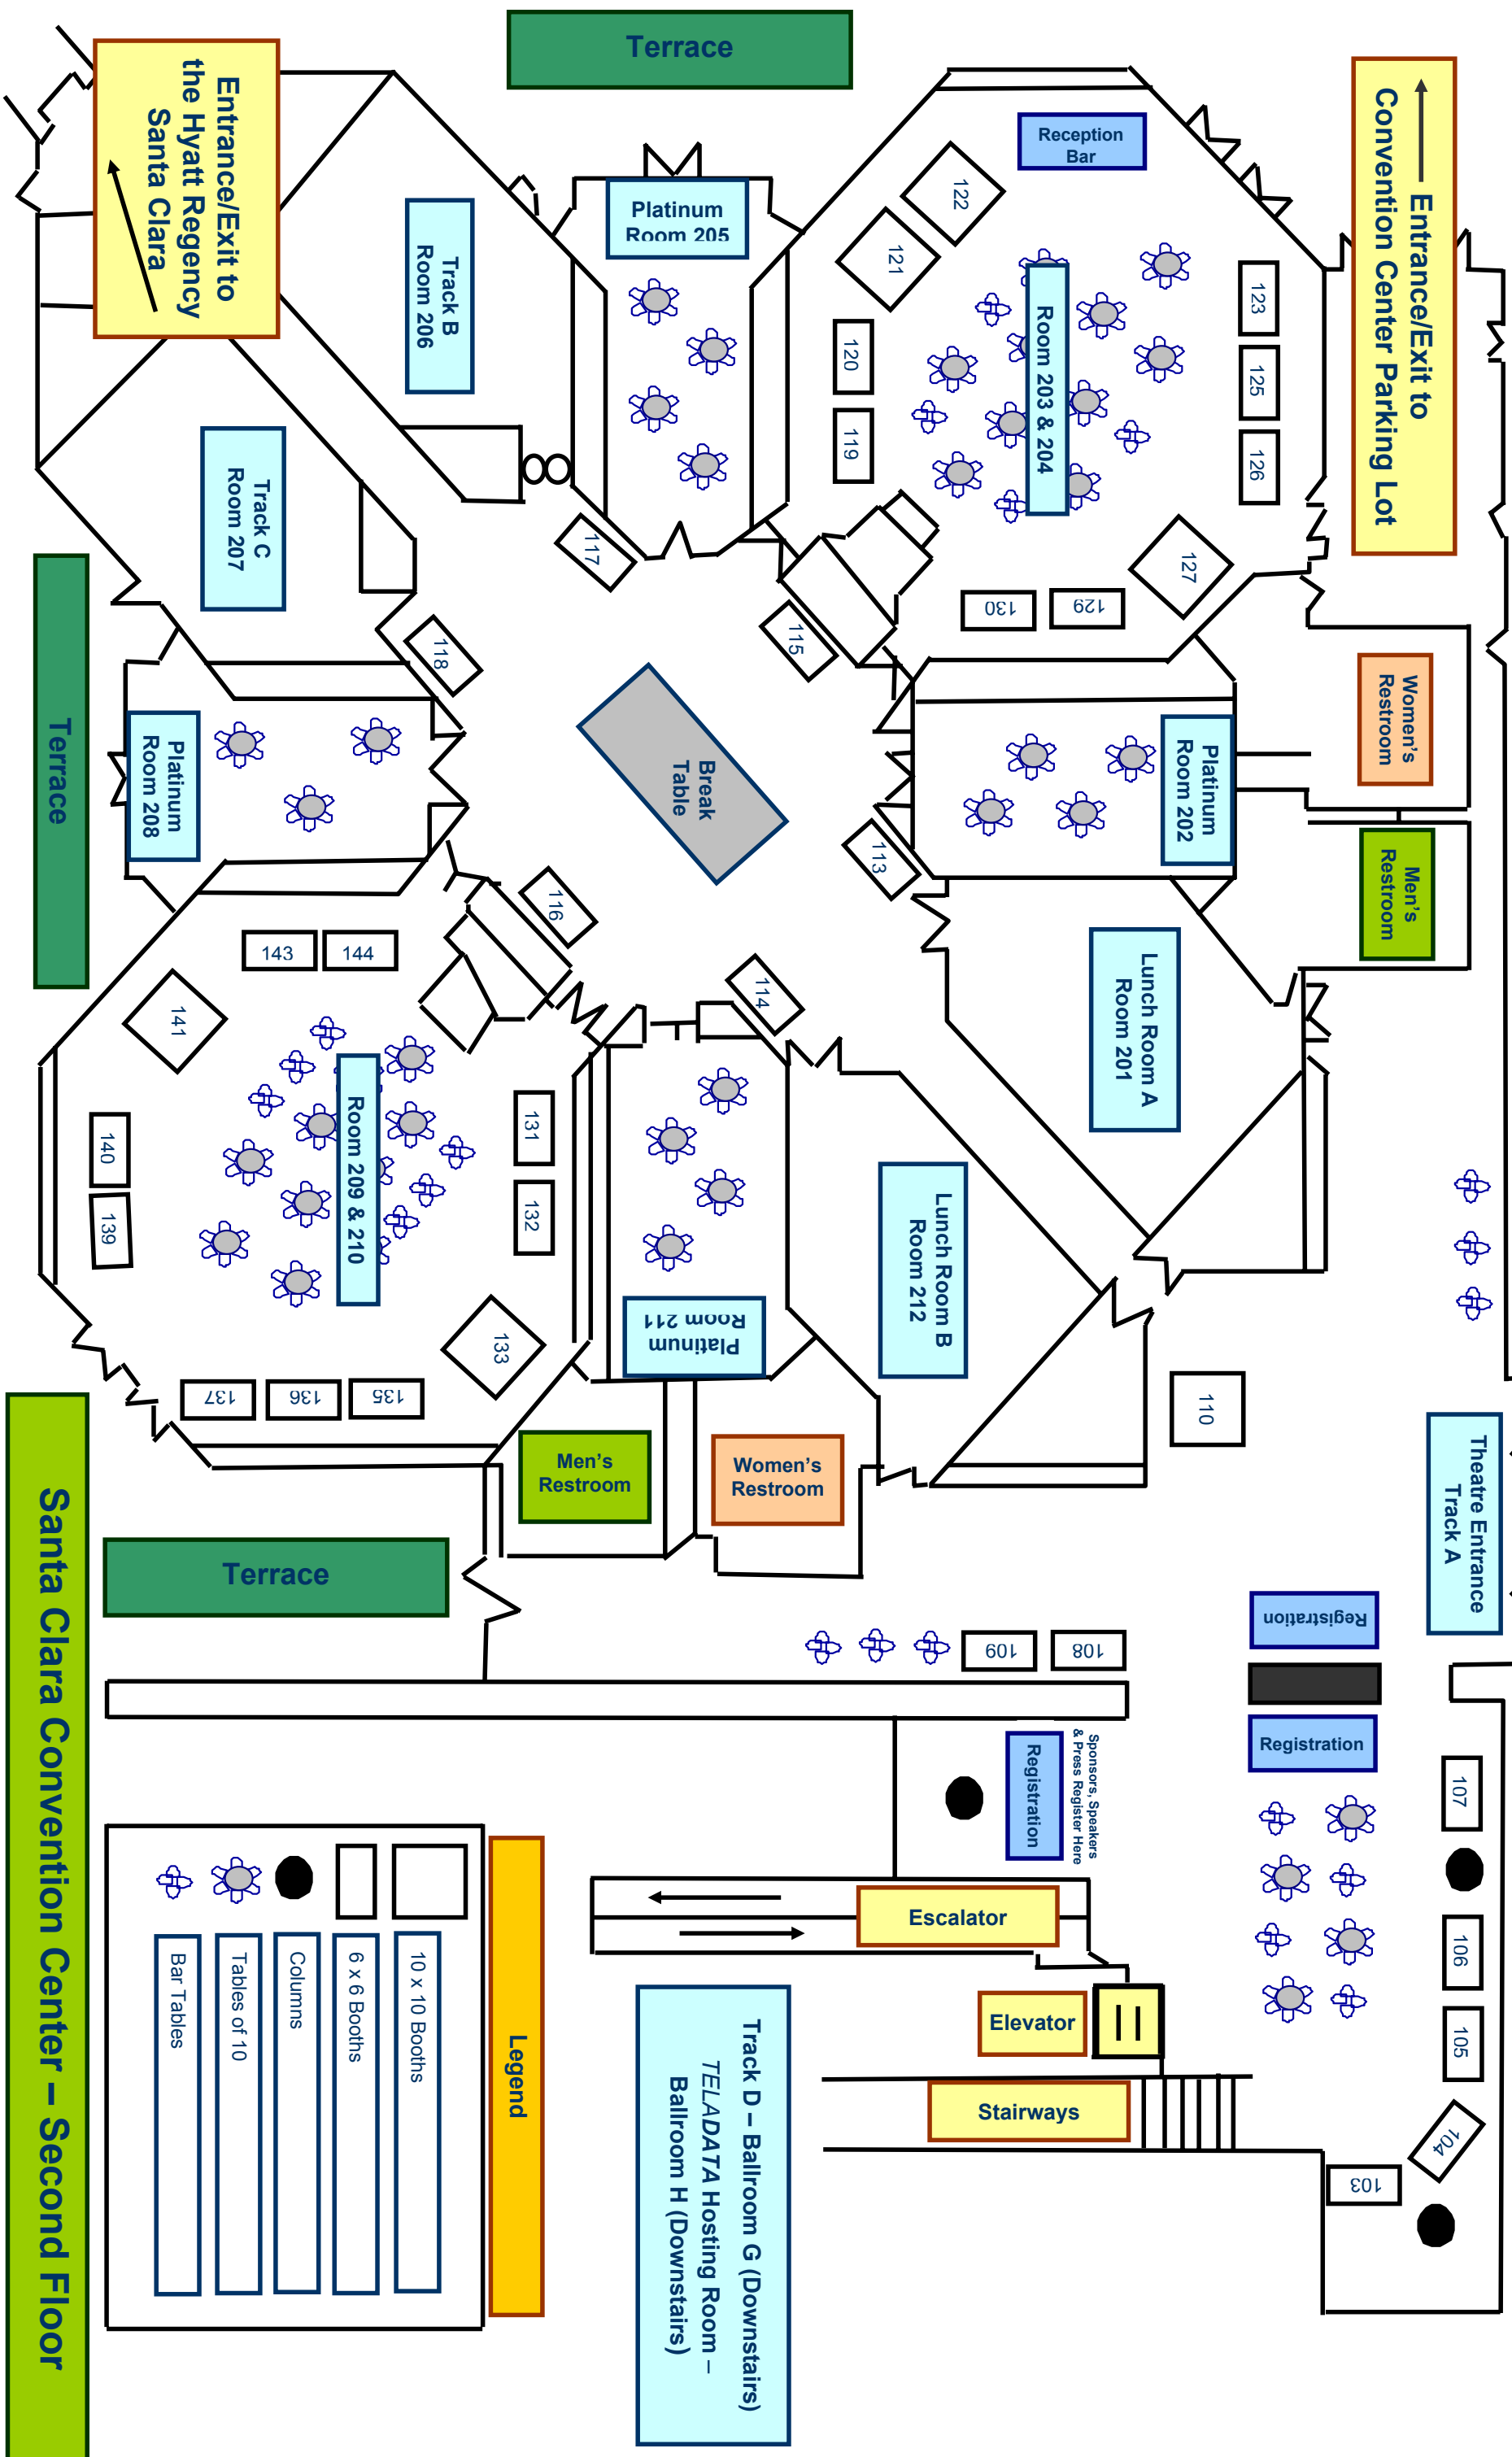 Terrace
Entrance/Exit to
the Hyatt Regency
Santa Clara
Entrance/Exit to
Convention Center Parking Lot
Reception
Bar
Platinum
Room 205
Track B
Room 206
122
121
120
119
123
125
126
127
Room 203 & 204
130
129
Track C
Room 207
117
118
115
Women's
Restroom
Men's
Restroom
Platinum
Room 202
Terrace
Platinum
Room 208
Break
Table
113
116
114
Lunch Room A
Room 201
143
144
141
140
139
Room 209 & 210
131
132
133
137
136
135
Platinum
Room 211
Lunch Room B
Room 212
110
Men's
Restroom
Women's
Restroom
Theatre Entrance
Track A
Terrace
109
108
Registration
Registration
Sponsors, Speakers
& Press Register Here
Registration
107
106
105
104
103
Escalator
Elevator
Stairways
Track D – Ballroom G (Downstairs)
TELADATA Hosting Room –
Ballroom H (Downstairs)
Legend
10 x 10 Booths
6 x 6 Booths
Columns
Tables of 10
Bar Tables
Santa Clara Convention Center – Second Floor